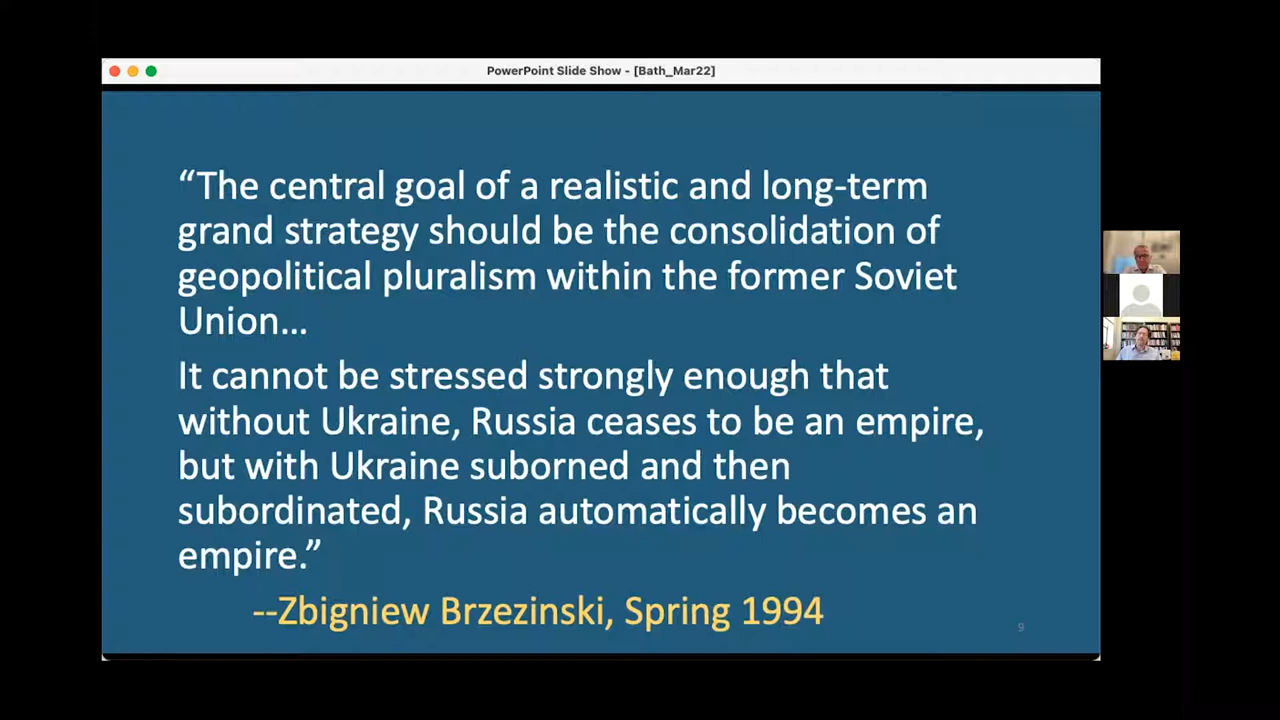 PowerPoint Slide Show - [Bath_Mar22]
“The central goal of a realistic and long-term
grand strategy should be the consolidation of
geopolitical pluralism within the former Soviet
Union…
It cannot be stressed strongly enough that
without Ukraine, Russia ceases to be an empire,
but with Ukraine suborned and then
subordinated, Russia automatically becomes an
empire.”
--Zbigniew Brzezinski, Spring 1994
9